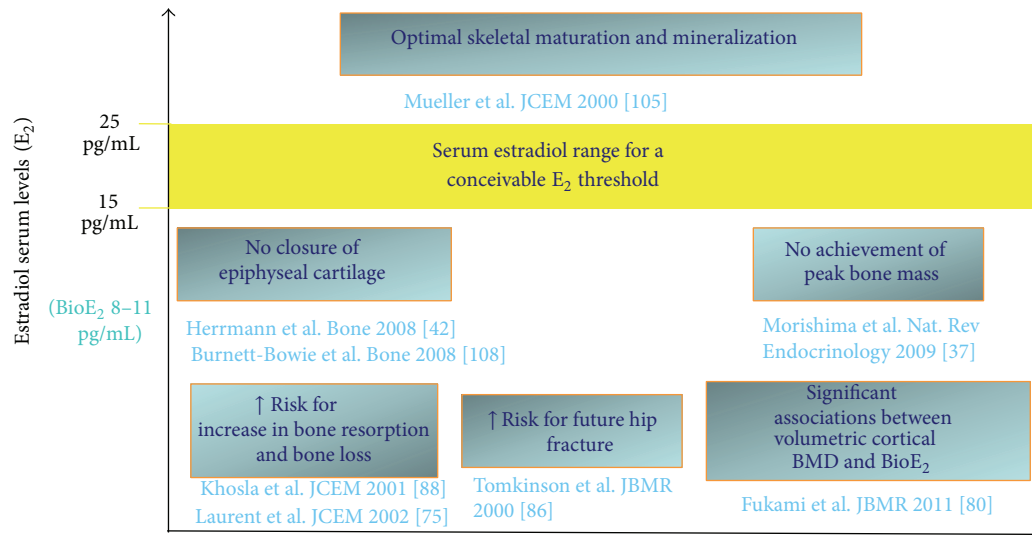 Optimal skeletal maturation and mineralization
Mueller et al. JCEM 2000 [105]
Estradiol serum levels (E2)
25
pg/mL
Serum estradiol range for a
conceivable E2 threshold
15
pg/mL
(BioE2 8–11
pg/mL)
No closure of
epiphyseal cartilage
Herrmann et al. Bone 2008 [42]
Burnett-Bowie et al. Bone 2008 [108]
No achievement of
peak bone mass
Morishima et al. Nat. Rev
Endocrinology 2009 [37]
↑ Risk for
increase in bone resorption
and bone loss
Khosla et al. JCEM 2001 [88]
Laurent et al. JCEM 2002 [75]
↑ Risk for future hip
fracture
Tomkinson et al. JBMR
2000 [86]
Significant
associations between
volumetric cortical
BMD and BioE2
Fukami et al. JBMR 2011 [80]